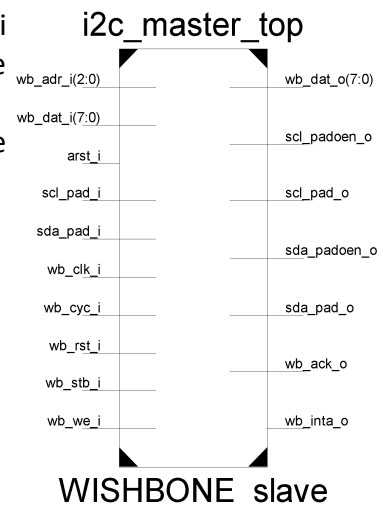 i
i2c_master_top
e
wb_adr_i(2:0)
wb_dat_o(7:0)
wb_dat_i(7:0)
scl_padoen_o
e
arst_i
scl_pad_i
scl_pad_o
sda_pad_i
sda_padoen_o
wb_clk_i
wb_cyc_i
sda_pad_o
wb_rst_i
wb_ack_o
wb_stb_i
wb_we_i
wb_inta_o
WISHBONE slave